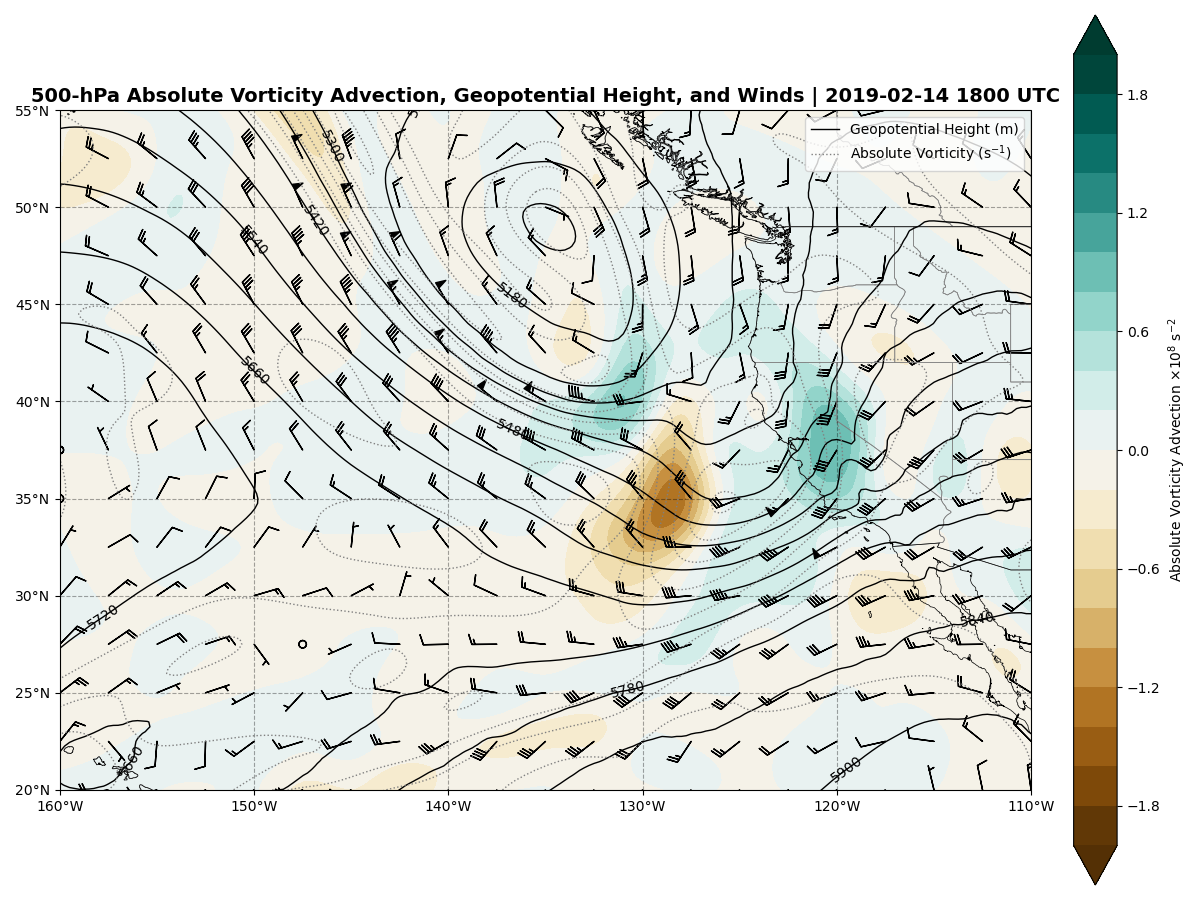 500-hPa Absolute Vorticity Advection, Geopotential Height, and Winds | 2019-02-14 1800 UTC
Geopotential Height (m)
Absolute Vorticity (s⁻¹)
55°N
50°N
45°N
40°N
35°N
30°N
25°N
20°N
160°W
150°W
140°W
130°W
120°W
110°W
5300
5420
5540
5180
5660
5480
5720
5840
5780
5900
1.8
1.2
0.6
0.0
−0.6
−1.2
−1.8
Absolute Vorticity Advection ×10⁸ s⁻²